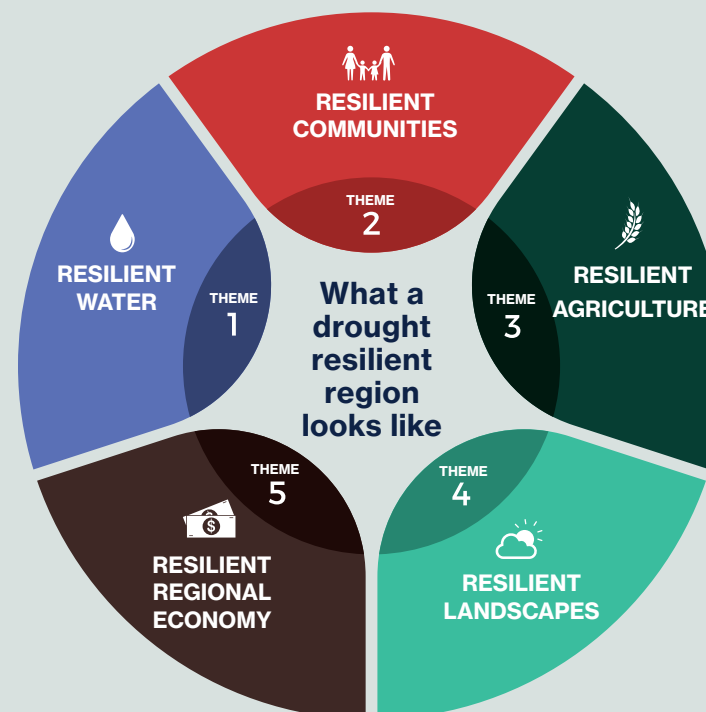 RESILIENT
COMMUNITIES
THEME
2
RESILIENT
WATER
THEME
1
What a
drought
resilient
region
looks like
THEME
3
RESILIENT
AGRICULTURE
THEME
5
RESILIENT
REGIONAL
ECONOMY
$
THEME
4
RESILIENT
LANDSCAPES